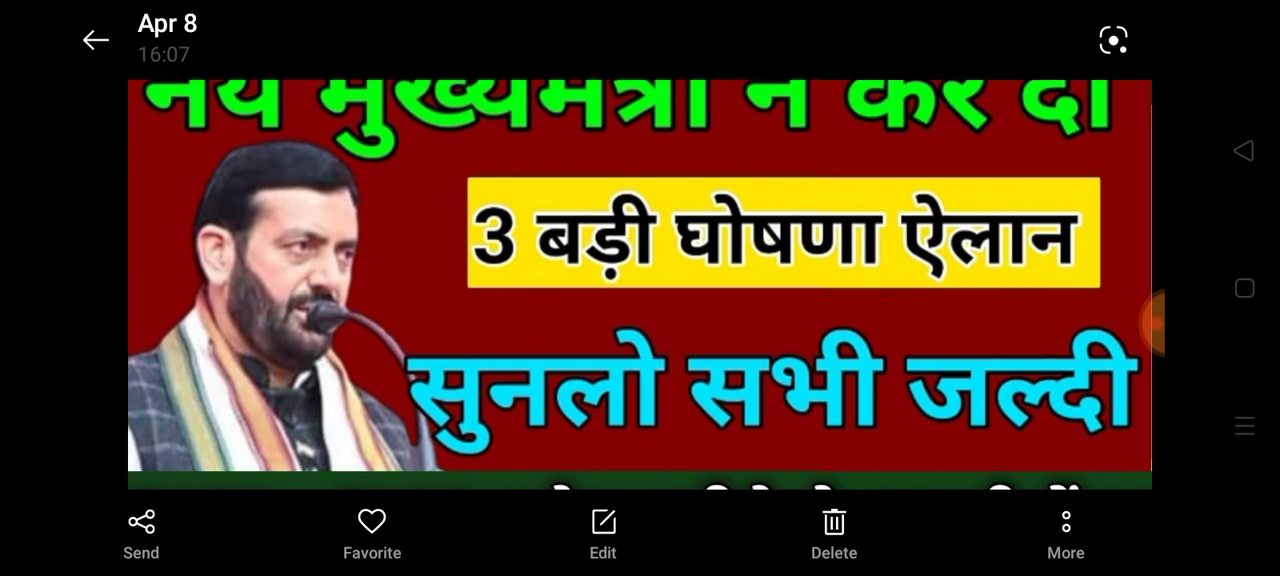 Apr 8
16:07
नये मुख्यमंत्री ने कर दी
3 बड़ी घोषणा ऐलान
सुनलो सभी जल्दी
Send
Favorite
Edit
Delete
More